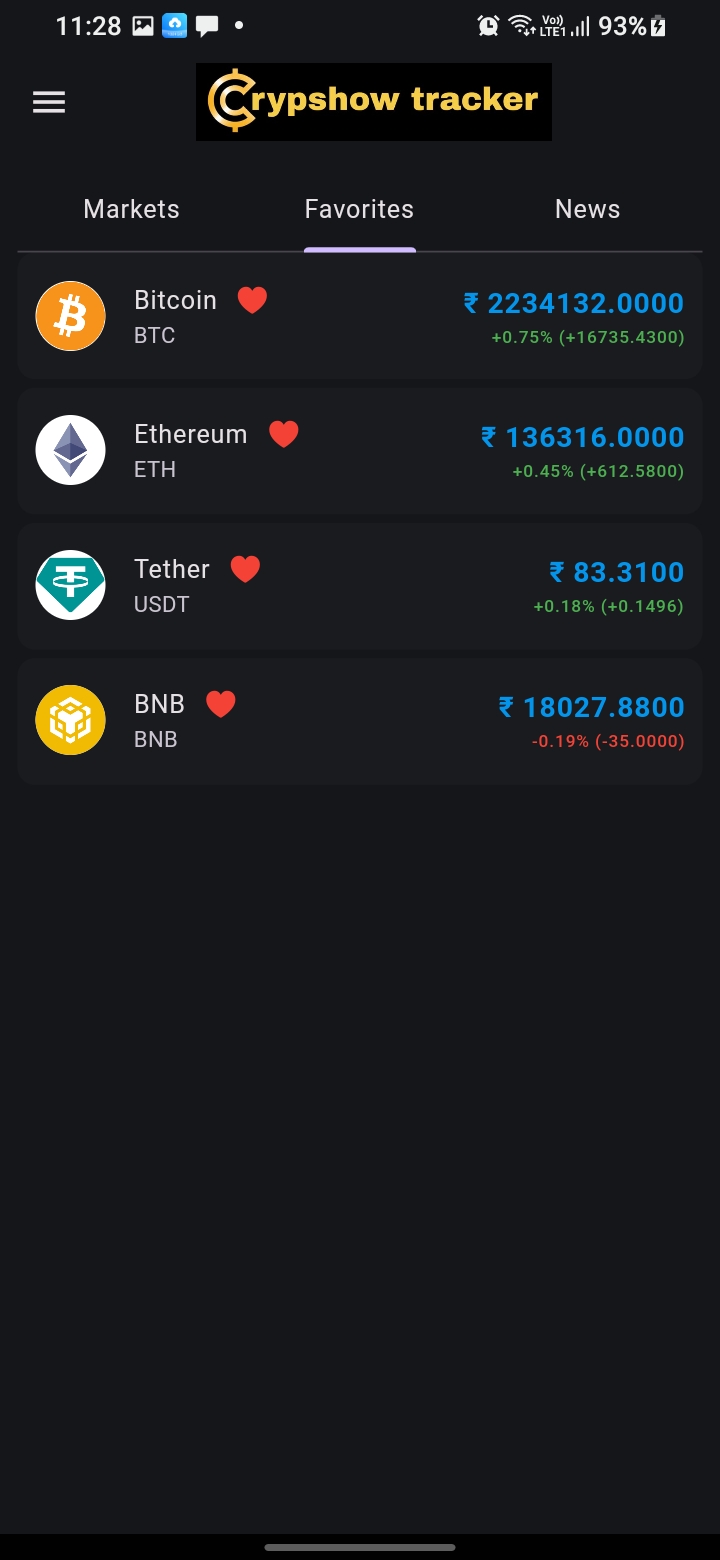 11:28 Vo)) LTE1 93%
Crypshow tracker
Markets Favorites News
Bitcoin ₹ 2234132.0000
BTC +0.75% (+16735.4300)
Ethereum ₹ 136316.0000
ETH +0.45% (+612.5800)
Tether ₹ 83.3100
USDT +0.18% (+0.1496)
BNB ₹ 18027.8800
BNB -0.19% (-35.0000)